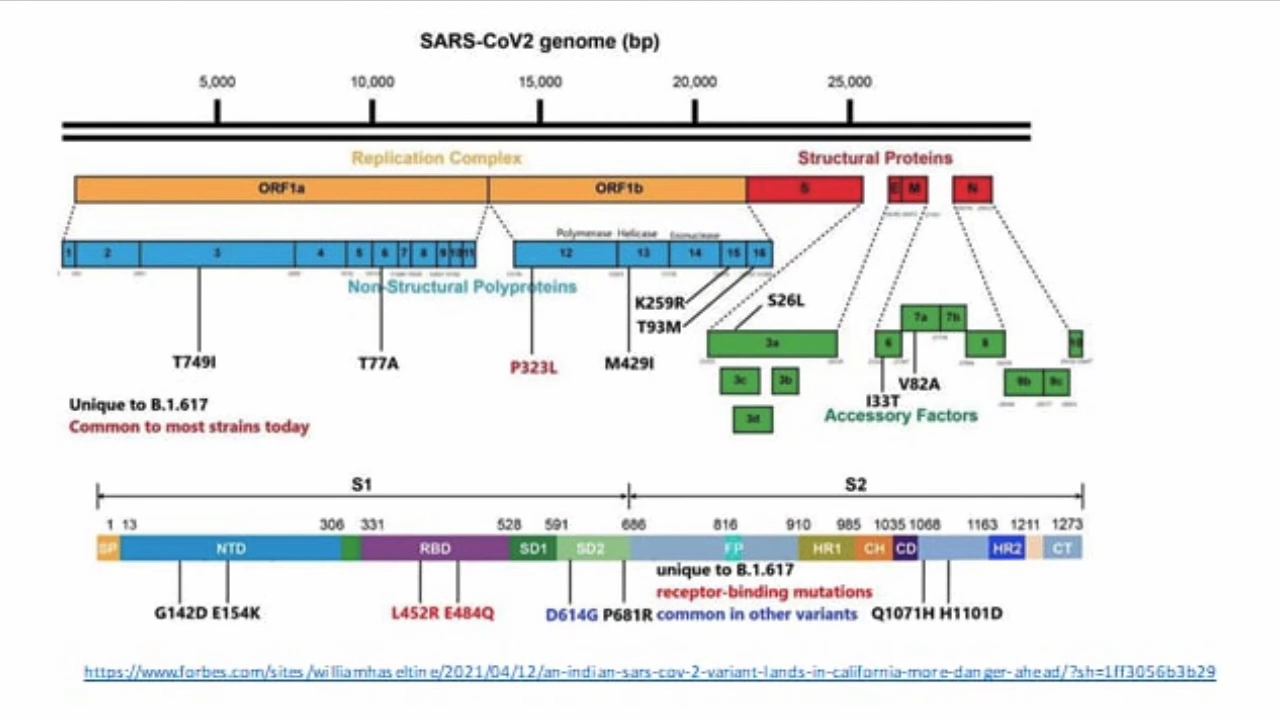 SARS-CoV2 genome (bp)
5,000 10,000 15,000 20,000 25,000
Replication Complex Structural Proteins
ORF1a ORF1b S E M N
Polymerase Helicase Exonuclease
1 2 3 4 5 6 7 8 9 10 11 12 13 14 15 16
Non-Structural Polyproteins
K259R S26L
T93M
7a 7b
3a 6 8 10
T749I T77A P323L M429I
3c 3b V82A 9b 9c
I33T
Unique to B.1.617
3d Accessory Factors
Common to most strains today
S1 S2
1 13 306 331 528 591 686 816 910 985 1035 1068 1163 1211 1273
SP NTD RBD SD1 SD2 FP HR1 CH CD HR2 CT
unique to B.1.617
receptor-binding mutations
G142D E154K L452R E484Q D614G P681R common in other variants Q1071H H1101D
https://www.forbes.com/sites/williamhaseltine/2021/04/12/an-indian-sars-cov-2-variant-lands-in-california-more-danger-ahead/?sh=1ff3056b3b29